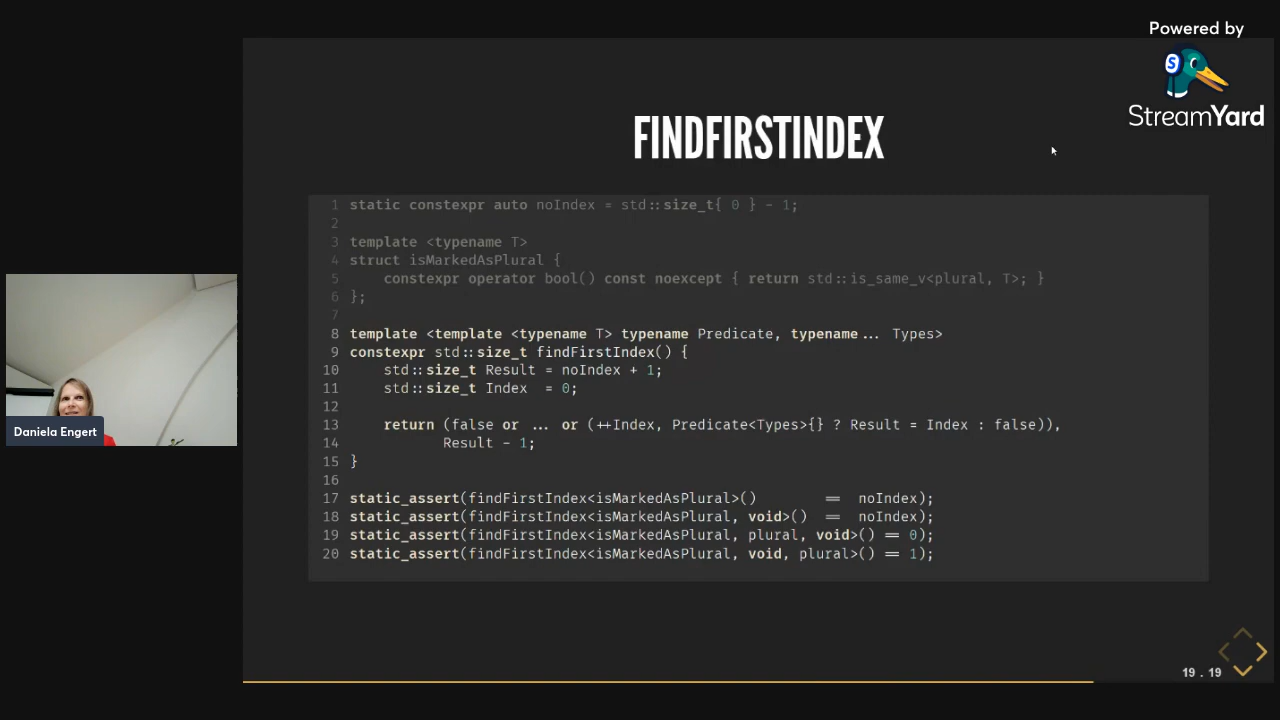 Powered by
StreamYard
FINDFIRSTINDEX
1 static constexpr auto noIndex = std::size_t{ 0 } - 1;
2
3 template <typename T>
4 struct isMarkedAsPlural {
5 constexpr operator bool() const noexcept { return std::is_same_v<plural, T>; }
6 };
7
8 template <template <typename T> typename Predicate, typename... Types>
9 constexpr std::size_t findFirstIndex() {
10 std::size_t Result = noIndex + 1;
11 std::size_t Index = 0;
12
13 return (false or ... or (++Index, Predicate<Types>{} ? Result = Index : false)),
14 Result - 1;
15 }
16
17 static_assert(findFirstIndex<isMarkedAsPlural>() == noIndex);
18 static_assert(findFirstIndex<isMarkedAsPlural, void>() == noIndex);
19 static_assert(findFirstIndex<isMarkedAsPlural, plural, void>() == 0);
20 static_assert(findFirstIndex<isMarkedAsPlural, void, plural>() == 1);
Daniela Engert
19 . 19